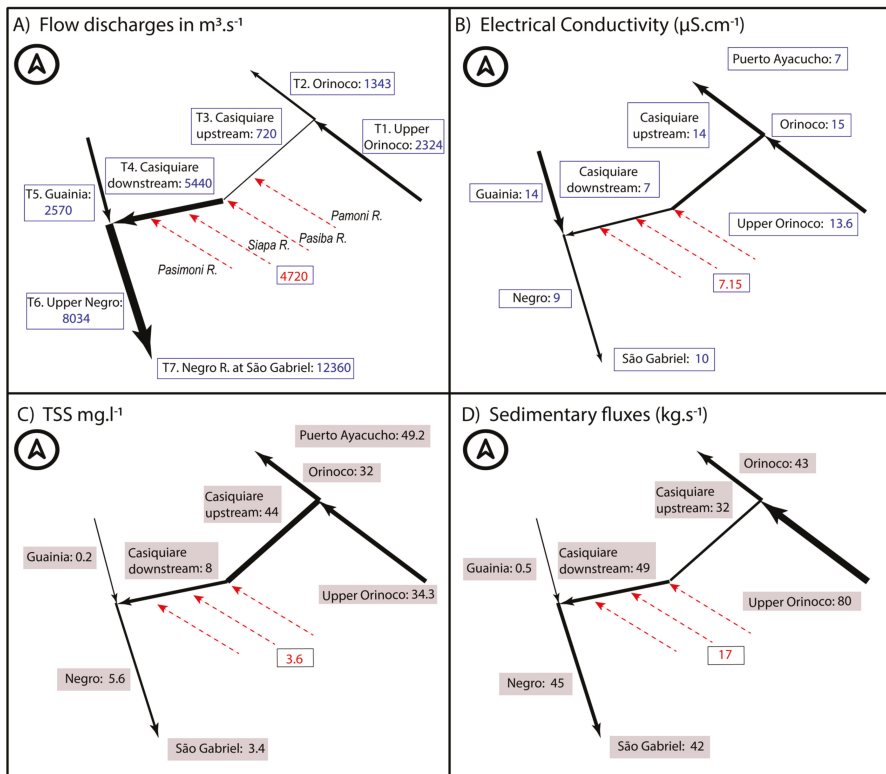 A) Flow discharges in m³.s⁻¹
T2. Orinoco: 1343
T3. Casiquiare
upstream: 720
T1. Upper
Orinoco: 2324
T4. Casiquiare
downstream: 5440
T5. Guainia:
2570
Pamoni R.
Pasiba R.
Siapa R.
Pasimoni R.
4720
T6. Upper Negro:
8034
T7. Negro R. at São Gabriel: 12360
B) Electrical Conductivity (µS.cm⁻¹)
Puerto Ayacucho: 7
Casiquiare
upstream: 14
Orinoco: 15
Casiquiare
downstream: 7
Guainia: 14
Upper Orinoco: 13.6
7.15
Negro: 9
São Gabriel: 10
C) TSS mg.l⁻¹
Puerto Ayacucho: 49.2
Orinoco: 32
Casiquiare
upstream: 44
Guainia: 0.2
Casiquiare
downstream: 8
Upper Orinoco: 34.3
3.6
Negro: 5.6
São Gabriel: 3.4
D) Sedimentary fluxes (kg.s⁻¹)
Orinoco: 43
Casiquiare
upstream: 32
Guainia: 0.5
Casiquiare
downstream: 49
Upper Orinoco: 80
17
Negro: 45
São Gabriel: 42